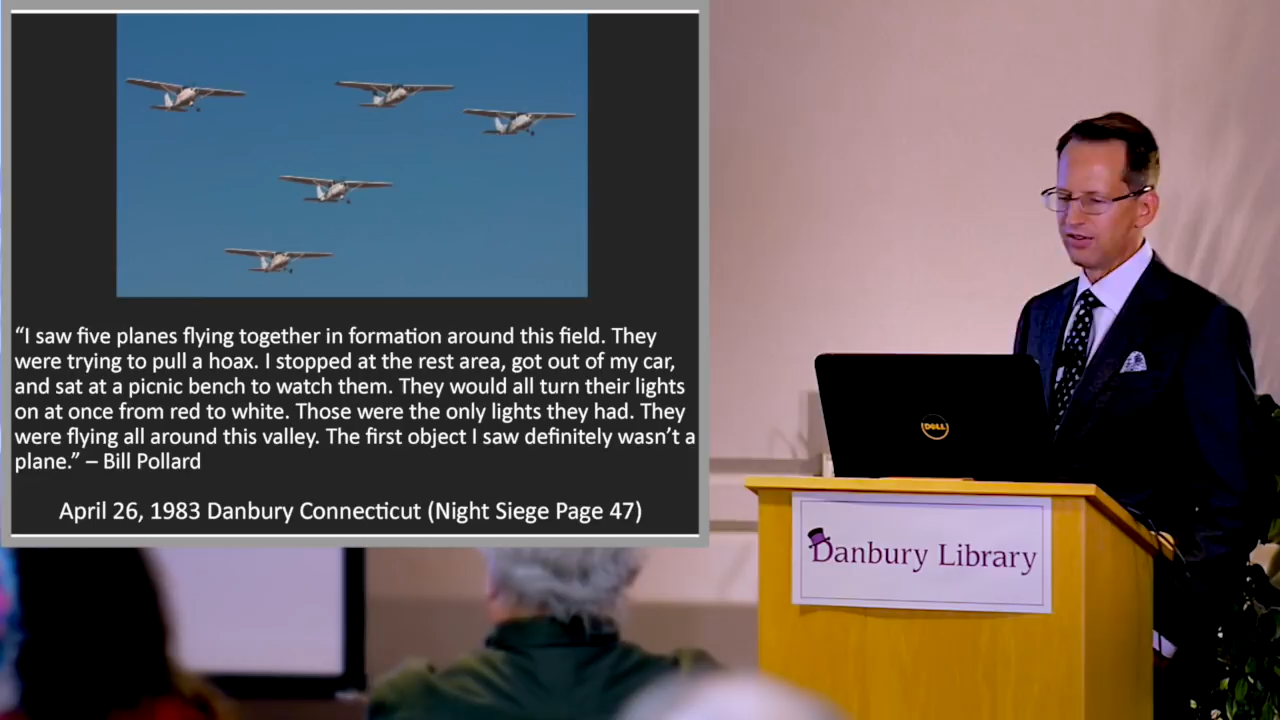 “I saw five planes flying together in formation around this field. They
were trying to pull a hoax. I stopped at the rest area, got out of my car,
and sat at a picnic bench to watch them. They would all turn their lights
on at once from red to white. Those were the only lights they had. They
were flying all around this valley. The first object I saw definitely wasn’t a
plane.” – Bill Pollard
April 26, 1983 Danbury Connecticut (Night Siege Page 47)
DELL
Danbury Library